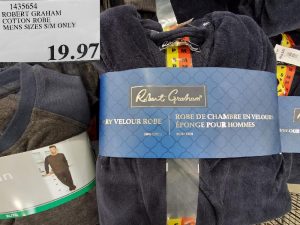 1435654
ROBERT GRAHAM
COTTON ROBE
MENS SIZES S/M ONLY
19.97
Robert Graham
RY VELOUR ROBE
ROBE DE CHAMBRE EN VELOURS
ÉPONGE POUR HOMMES